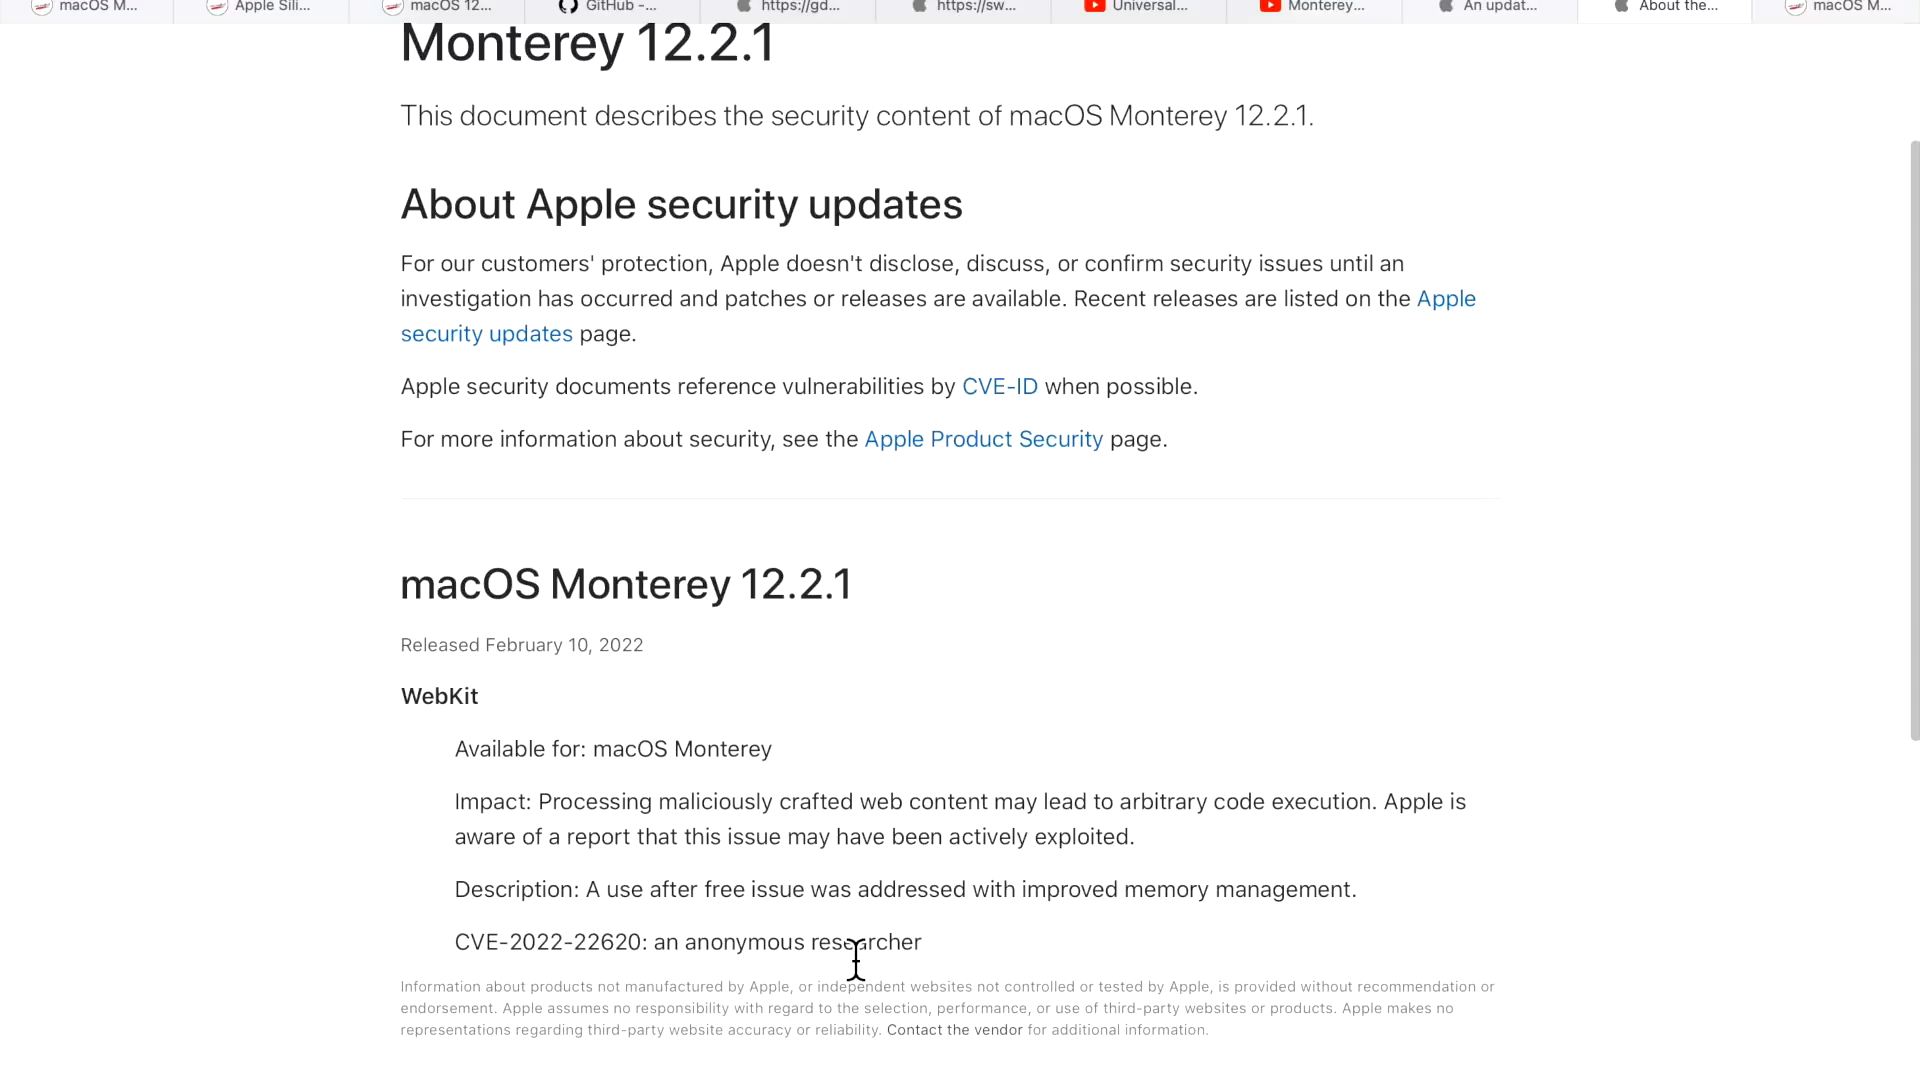 macOS M...
Apple Sili...
macOS 12...
GitHub -...
https://gd...
https://sw...
Universal...
Monterey...
An updat...
About the...
macOS M...
Monterey 12.2.1
This document describes the security content of macOS Monterey 12.2.1.
About Apple security updates
For our customers' protection, Apple doesn't disclose, discuss, or confirm security issues until an
investigation has occurred and patches or releases are available. Recent releases are listed on the Apple
security updates page.
Apple security documents reference vulnerabilities by CVE-ID when possible.
For more information about security, see the Apple Product Security page.
macOS Monterey 12.2.1
Released February 10, 2022
WebKit
Available for: macOS Monterey
Impact: Processing maliciously crafted web content may lead to arbitrary code execution. Apple is
aware of a report that this issue may have been actively exploited.
Description: A use after free issue was addressed with improved memory management.
CVE-2022-22620: an anonymous researcher
Information about products not manufactured by Apple, or independent websites not controlled or tested by Apple, is provided without recommendation or
endorsement. Apple assumes no responsibility with regard to the selection, performance, or use of third-party websites or products. Apple makes no
representations regarding third-party website accuracy or reliability. Contact the vendor for additional information.